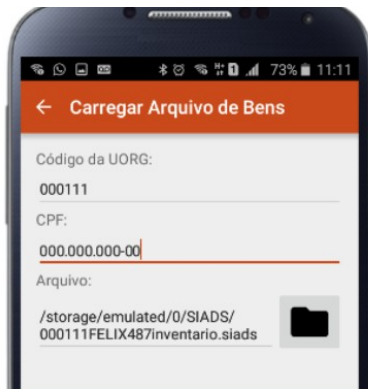 73% 11:11
← Carregar Arquivo de Bens
Código da UORG:
000111
CPF:
000.000.000-00
Arquivo:
/storage/emulated/0/SIADS/
000111FELIX487inventario.siads